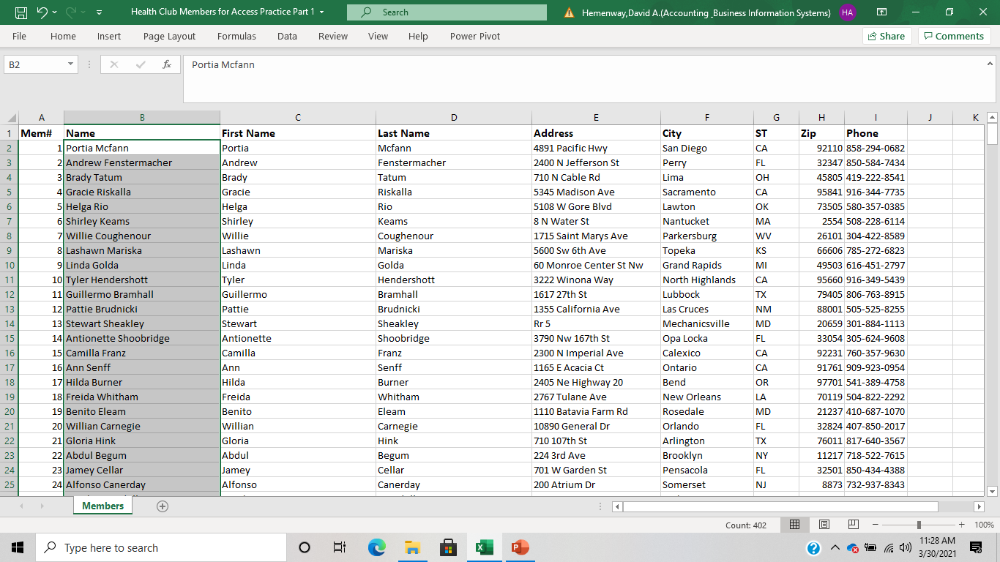 Health Club Members for Access Practice Part 1
Search
Hemenway,David A.(Accounting_Business Information Systems)
HA
File Home Insert Page Layout Formulas Data Review View Help Power Pivot Share Comments
B2 fx Portia Mcfann
A B C D E F G H I J K
1 Mem# Name First Name Last Name Address City ST Zip Phone
2 1 Portia Mcfann Portia Mcfann 4891 Pacific Hwy San Diego CA 92110 858-294-0682
3 2 Andrew Fenstermacher Andrew Fenstermacher 2400 N Jefferson St Perry FL 32347 850-584-7434
4 3 Brady Tatum Brady Tatum 710 N Cable Rd Lima OH 45805 419-222-8541
5 4 Gracie Riskalla Gracie Riskalla 5345 Madison Ave Sacramento CA 95841 916-344-7735
6 5 Helga Rio Helga Rio 5108 W Gore Blvd Lawton OK 73505 580-357-0385
7 6 Shirley Keams Shirley Keams 8 N Water St Nantucket MA 2554 508-228-6114
8 7 Willie Coughenour Willie Coughenour 1715 Saint Marys Ave Parkersburg WV 26101 304-422-8589
9 8 Lashawn Mariska Lashawn Mariska 5600 Sw 6th Ave Topeka KS 66606 785-272-6823
10 9 Linda Golda Linda Golda 60 Monroe Center St Nw Grand Rapids MI 49503 616-451-2797
11 10 Tyler Hendershott Tyler Hendershott 3222 Winona Way North Highlands CA 95660 916-349-5439
12 11 Guillermo Bramhall Guillermo Bramhall 1617 27th St Lubbock TX 79405 806-763-8915
13 12 Pattie Brudnicki Pattie Brudnicki 1355 California Ave Las Cruces NM 88001 505-525-8255
14 13 Stewart Sheakley Stewart Sheakley Rr 5 Mechanicsville MD 20659 301-884-1113
15 14 Antionette Shoobridge Antionette Shoobridge 3790 Nw 167th St Opa Locka FL 33054 305-624-9608
16 15 Camilla Franz Camilla Franz 2300 N Imperial Ave Calexico CA 92231 760-357-9630
17 16 Ann Senff Ann Senff 1165 E Acacia Ct Ontario CA 91761 909-923-0954
18 17 Hilda Burner Hilda Burner 2405 Ne Highway 20 Bend OR 97701 541-389-4758
19 18 Freida Whitham Freida Whitham 2767 Tulane Ave New Orleans LA 70119 504-822-2292
20 19 Benito Eleam Benito Eleam 1110 Batavia Farm Rd Rosedale MD 21237 410-687-1070
21 20 Willian Carnegie Willian Carnegie 10890 General Dr Orlando FL 32824 407-850-2017
22 21 Gloria Hink Gloria Hink 710 107th St Arlington TX 76011 817-640-3567
23 22 Abdul Begum Abdul Begum 224 3rd Ave Brooklyn NY 11217 718-522-7615
24 23 Jamey Cellar Jamey Cellar 701 W Garden St Pensacola FL 32501 850-434-4388
25 24 Alfonso Canerday Alfonso Canerday 200 Atrium Dr Somerset NJ 8873 732-937-8343
Members
Count: 402 100%
Type here to search
11:28 AM
3/30/2021